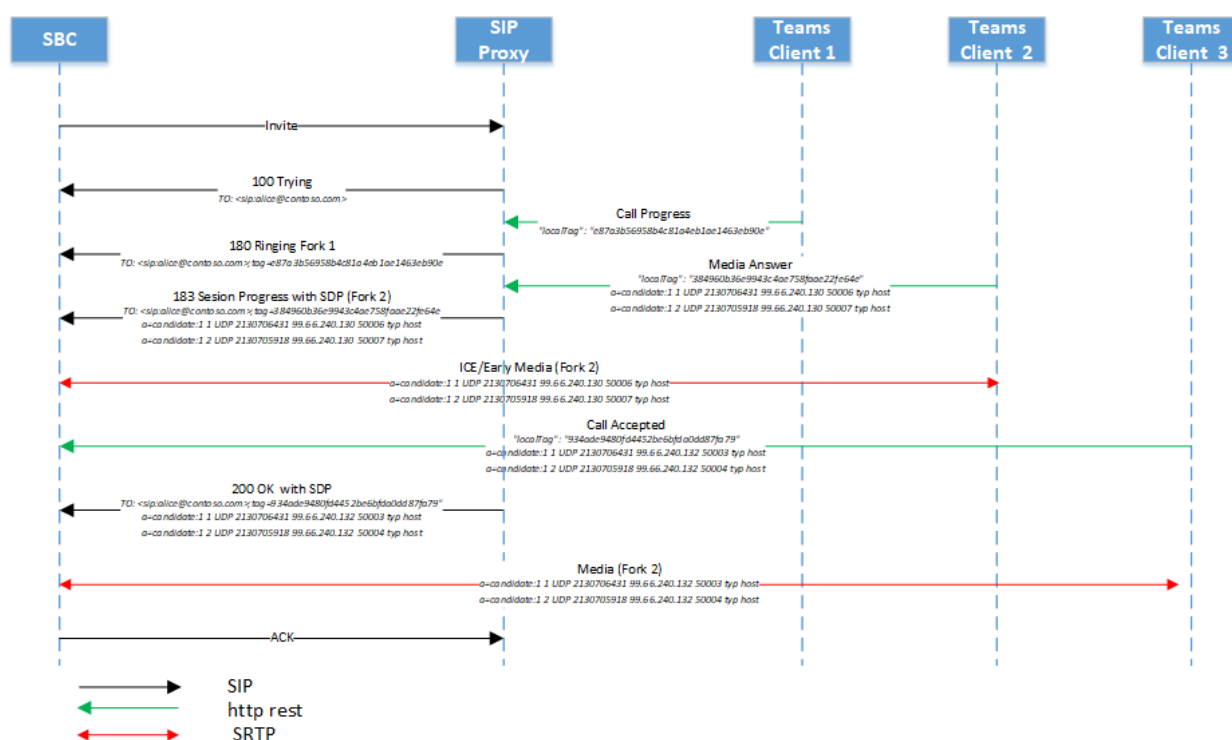 SBC
SIP
Proxy
Teams
Client 1
Teams
Client 2
Teams
Client 3
Invite
100 Trying
TO: <sip:alice@contoso.com>
Call Progress
"localTag" : "e87a3b56958b4c81a4eb1ae1463eb90e"
180 Ringing Fork 1
TO: <sip:alice@contoso.com>;tag=e87a3b56958b4c81a4eb1ae1463eb90e
Media Answer
"localTag" : "384960b36e9943c4ae758faae22fe64e"
a=candidate:1 1 UDP 2130706431 99.66.240.130 50006 typ host
a=candidate:1 2 UDP 2130705918 99.66.240.130 50007 typ host
183 Sesion Progress with SDP (Fork 2)
TO: <sip:alice@contoso.com>;tag=384960b36e9943c4ae758faae22fe64e
a=candidate:1 1 UDP 2130706431 99.66.240.130 50006 typ host
a=candidate:1 2 UDP 2130705918 99.66.240.130 50007 typ host
ICE/Early Media (Fork 2)
a=candidate:1 1 UDP 2130706431 99.66.240.130 50006 typ host
a=candidate:1 2 UDP 2130705918 99.66.240.130 50007 typ host
Call Accepted
"localTag" : "934ade9480fd4452be6bfda0dd87fa79"
a=candidate:1 1 UDP 2130706431 99.66.240.132 50003 typ host
a=candidate:1 2 UDP 2130705918 99.66.240.132 50004 typ host
200 OK with SDP
TO: <sip:alice@contoso.com>;tag=934ade9480fd4452be6bfda0dd87fa79"
a=candidate:1 1 UDP 2130706431 99.66.240.132 50003 typ host
a=candidate:1 2 UDP 2130705918 99.66.240.132 50004 typ host
Media (Fork 2)
a=candidate:1 1 UDP 2130706431 99.66.240.132 50003 typ host
a=candidate:1 2 UDP 2130705918 99.66.240.132 50004 typ host
ACK
SIP
http rest
SRTP